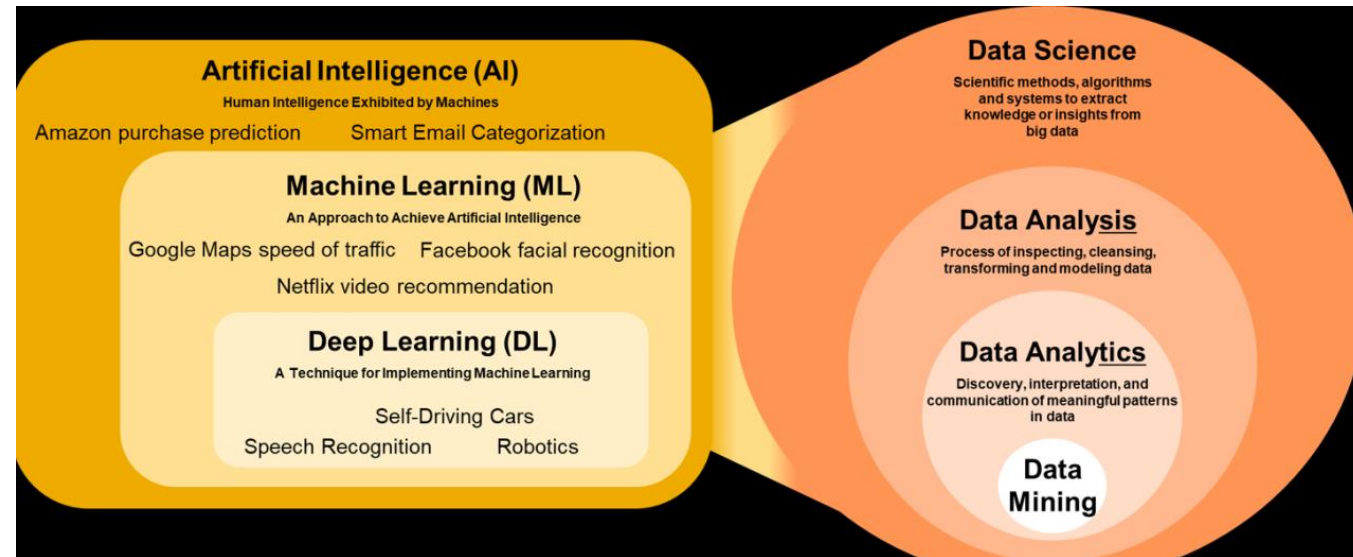 Artificial Intelligence (AI)
Human Intelligence Exhibited by Machines
Amazon purchase prediction
Smart Email Categorization
Machine Learning (ML)
An Approach to Achieve Artificial Intelligence
Google Maps speed of traffic
Facebook facial recognition
Netflix video recommendation
Deep Learning (DL)
A Technique for Implementing Machine Learning
Self-Driving Cars
Speech Recognition
Robotics
Data Science
Scientific methods, algorithms
and systems to extract
knowledge or insights from
big data
Data Analysis
Process of inspecting, cleansing,
transforming and modeling data
Data Analytics
Discovery, interpretation, and
communication of meaningful patterns
in data
Data
Mining